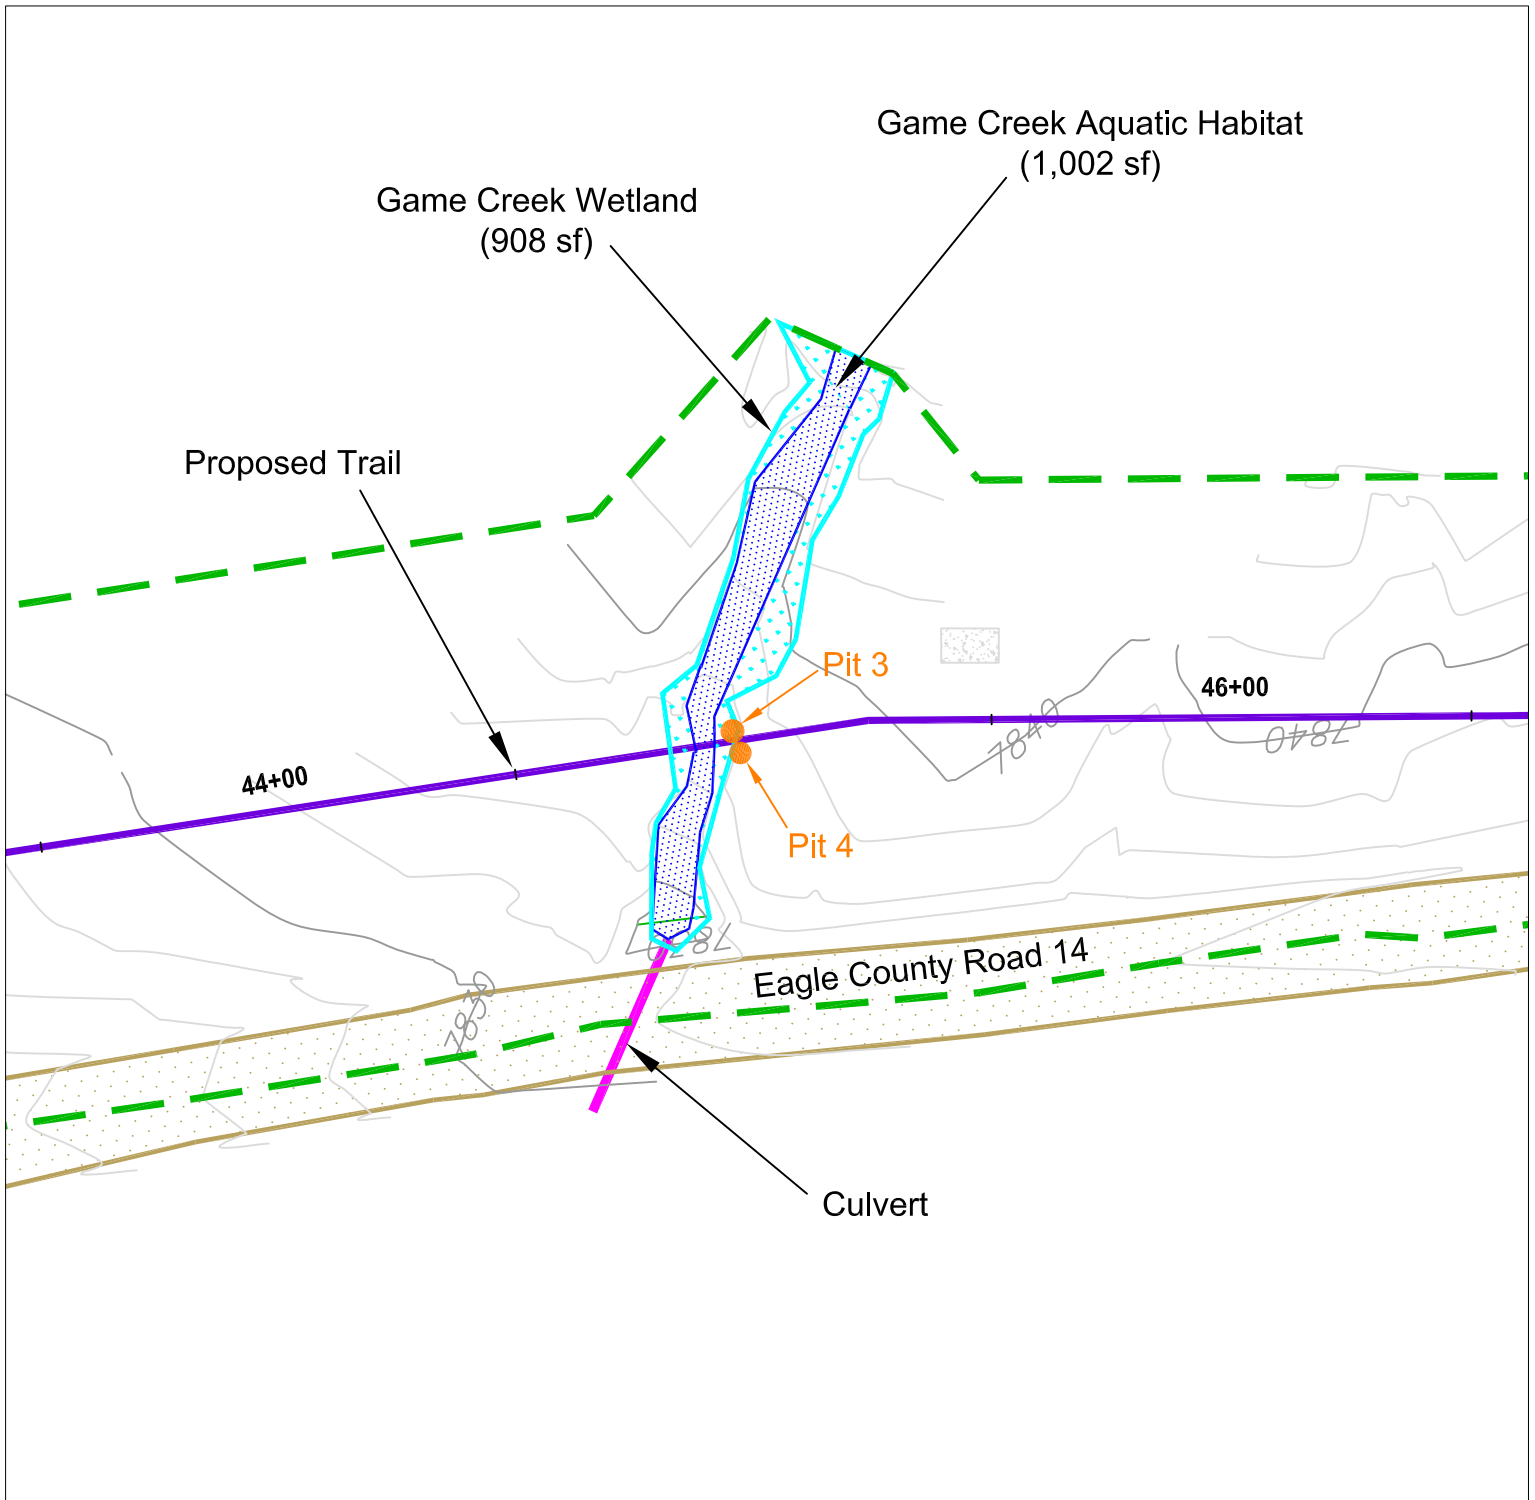 Game Creek Aquatic Habitat
(1,002 sf)
Game Creek Wetland
(908 sf)
Proposed Trail
Pit 3
46+00
7840
7840
44+00
Pit 4
Eagle County Road 14
7830
Culvert